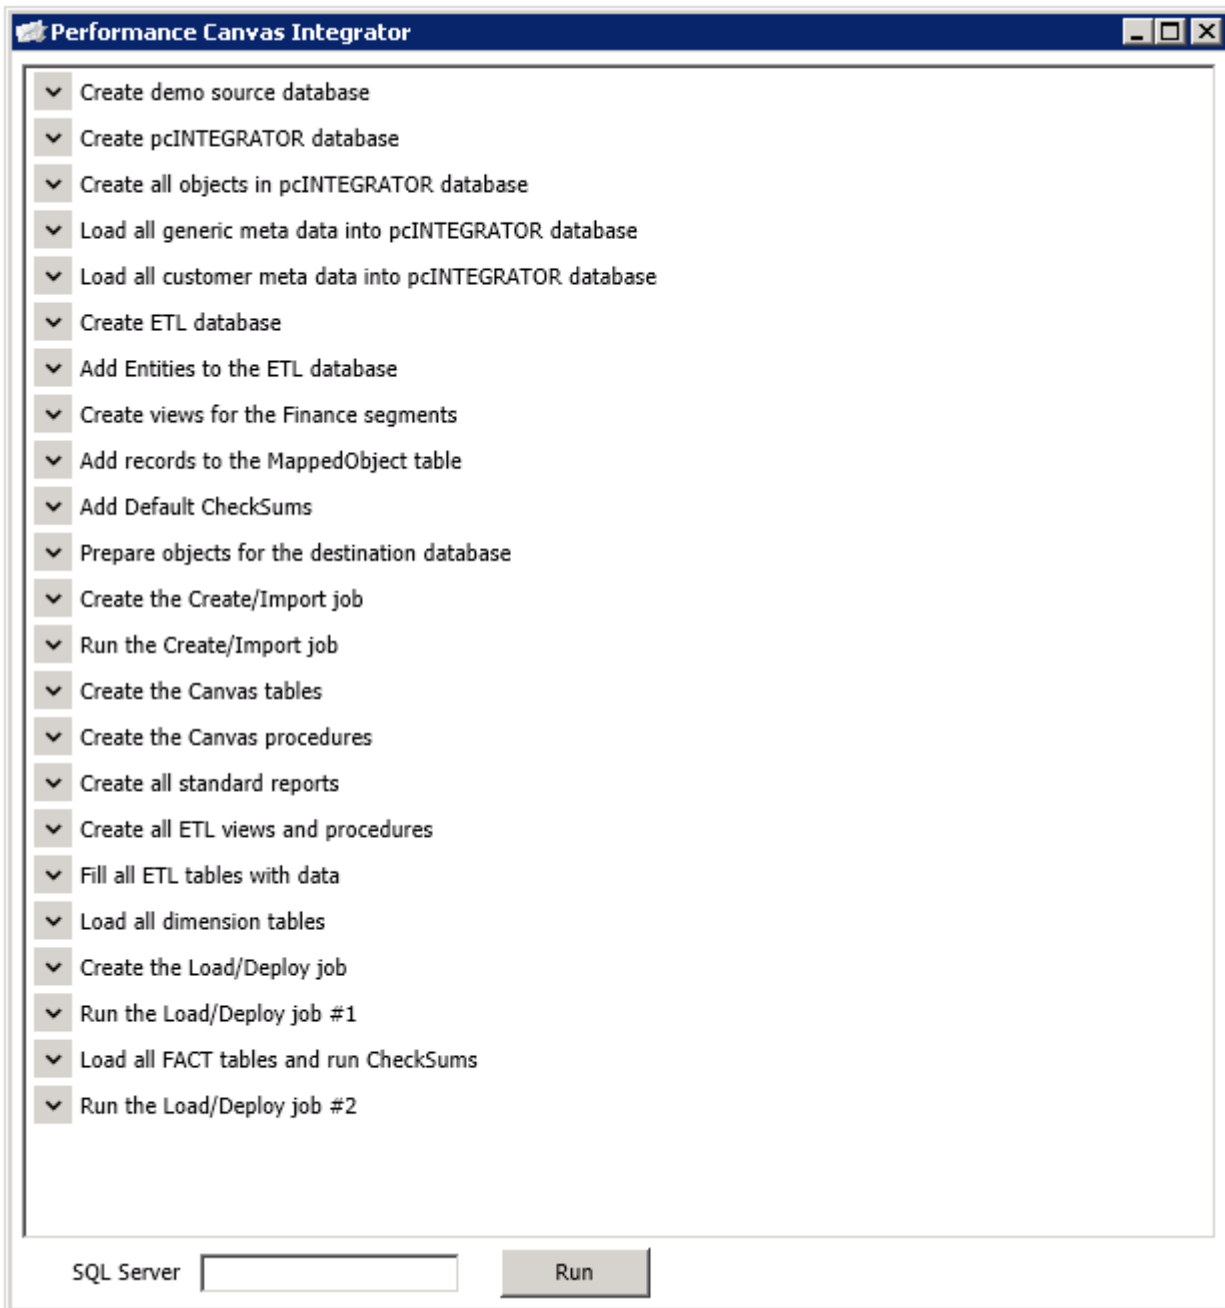 Performance Canvas Integrator
Create demo source database
Create pcINTEGRATOR database
Create all objects in pcINTEGRATOR database
Load all generic meta data into pcINTEGRATOR database
Load all customer meta data into pcINTEGRATOR database
Create ETL database
Add Entities to the ETL database
Create views for the Finance segments
Add records to the MappedObject table
Add Default CheckSums
Prepare objects for the destination database
Create the Create/Import job
Run the Create/Import job
Create the Canvas tables
Create the Canvas procedures
Create all standard reports
Create all ETL views and procedures
Fill all ETL tables with data
Load all dimension tables
Create the Load/Deploy job
Run the Load/Deploy job #1
Load all FACT tables and run CheckSums
Run the Load/Deploy job #2
SQL Server Run